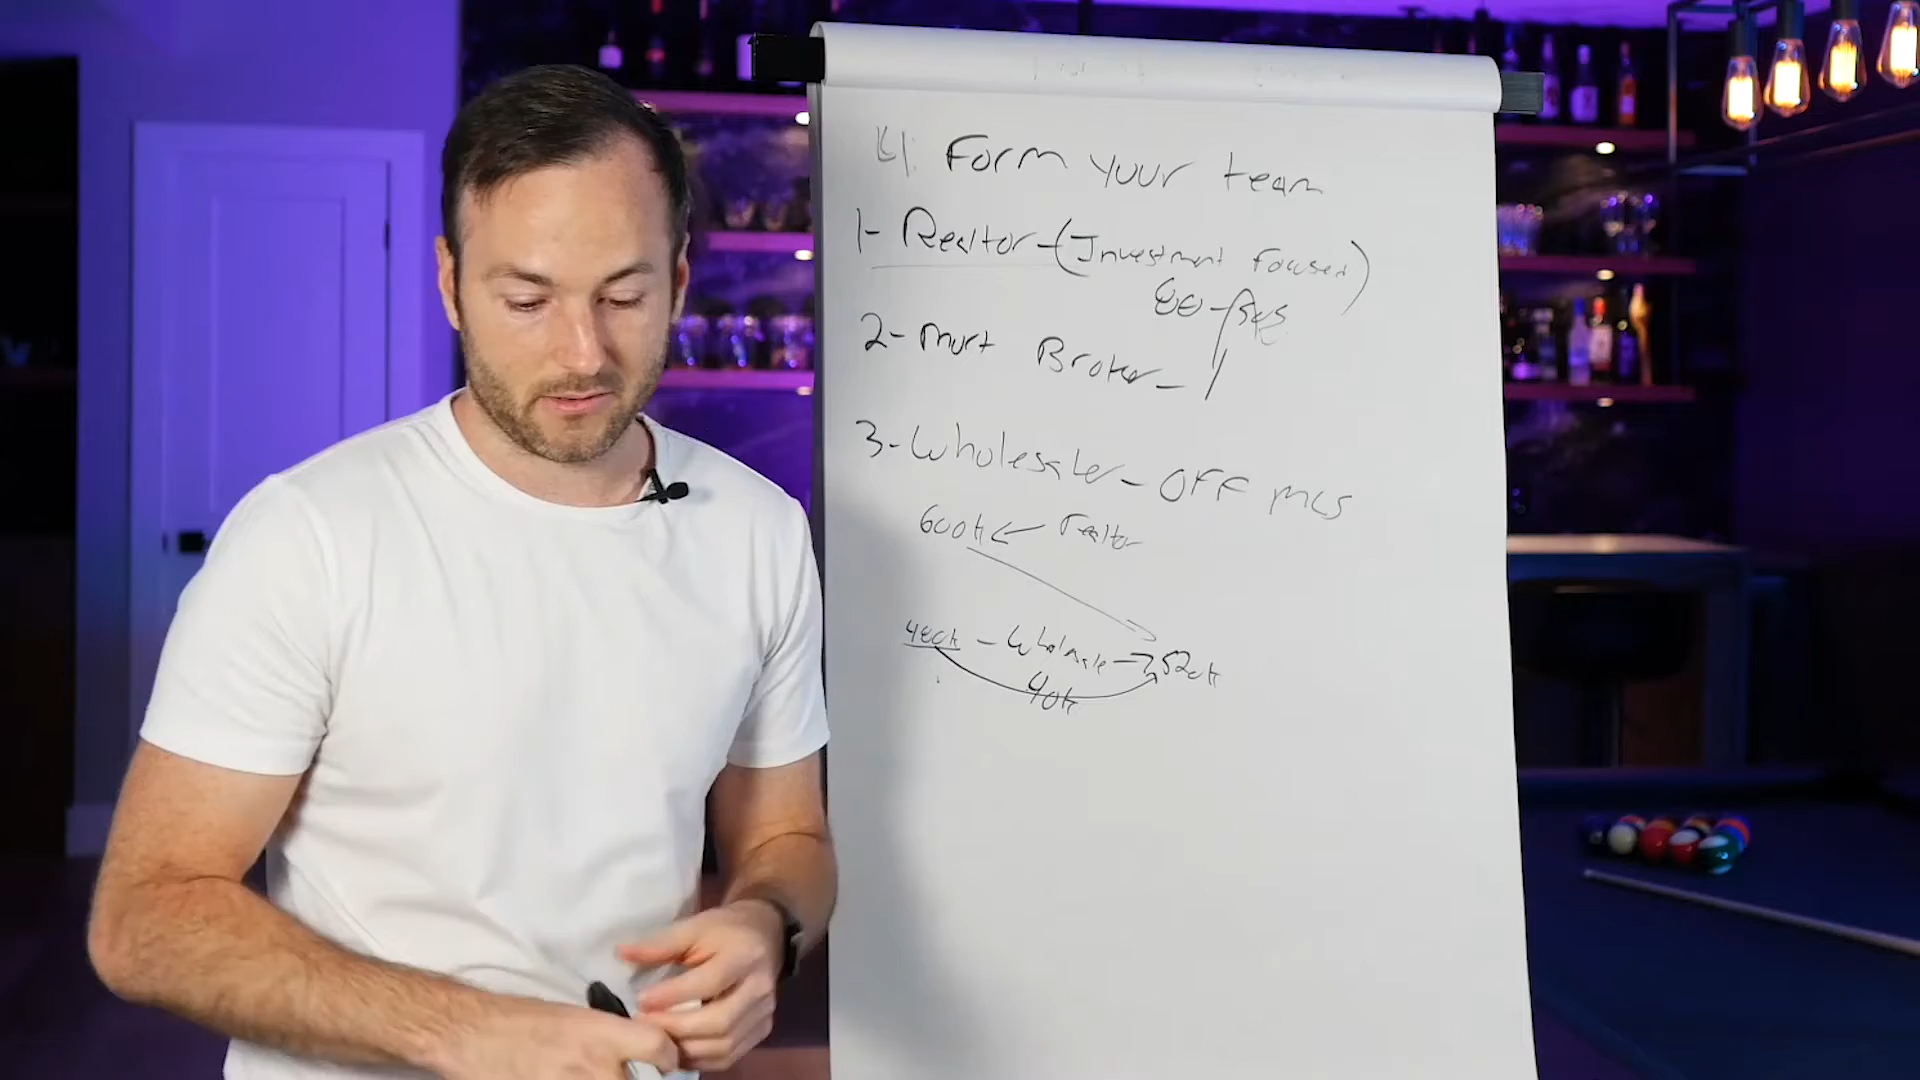 4: Form your team
1- Realtor - (Investment Focused)
2- Mort Broker -
3- Wholesaler - OFF MLS
600k ← realtor
480k - Wholesale → 520k
40k